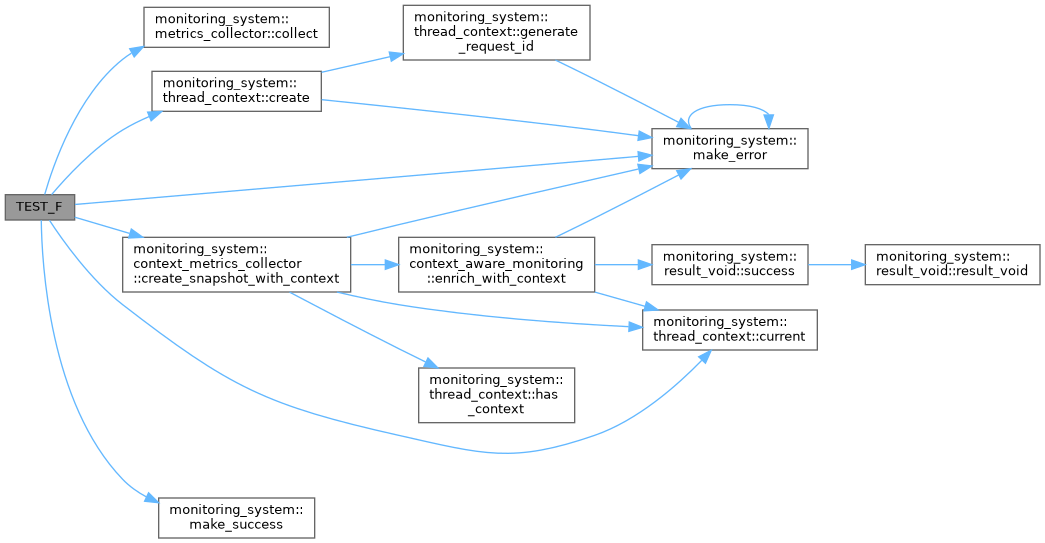 monitoring_system::
metrics_collector::collect
monitoring_system::
thread_context::generate
_request_id
monitoring_system::
thread_context::create
monitoring_system::
make_error
TEST_F
monitoring_system::
context_metrics_collector
::create_snapshot_with_context
monitoring_system::
context_aware_monitoring
::enrich_with_context
monitoring_system::
result_void::success
monitoring_system::
result_void::result_void
monitoring_system::
thread_context::current
monitoring_system::
thread_context::has
_context
monitoring_system::
make_success